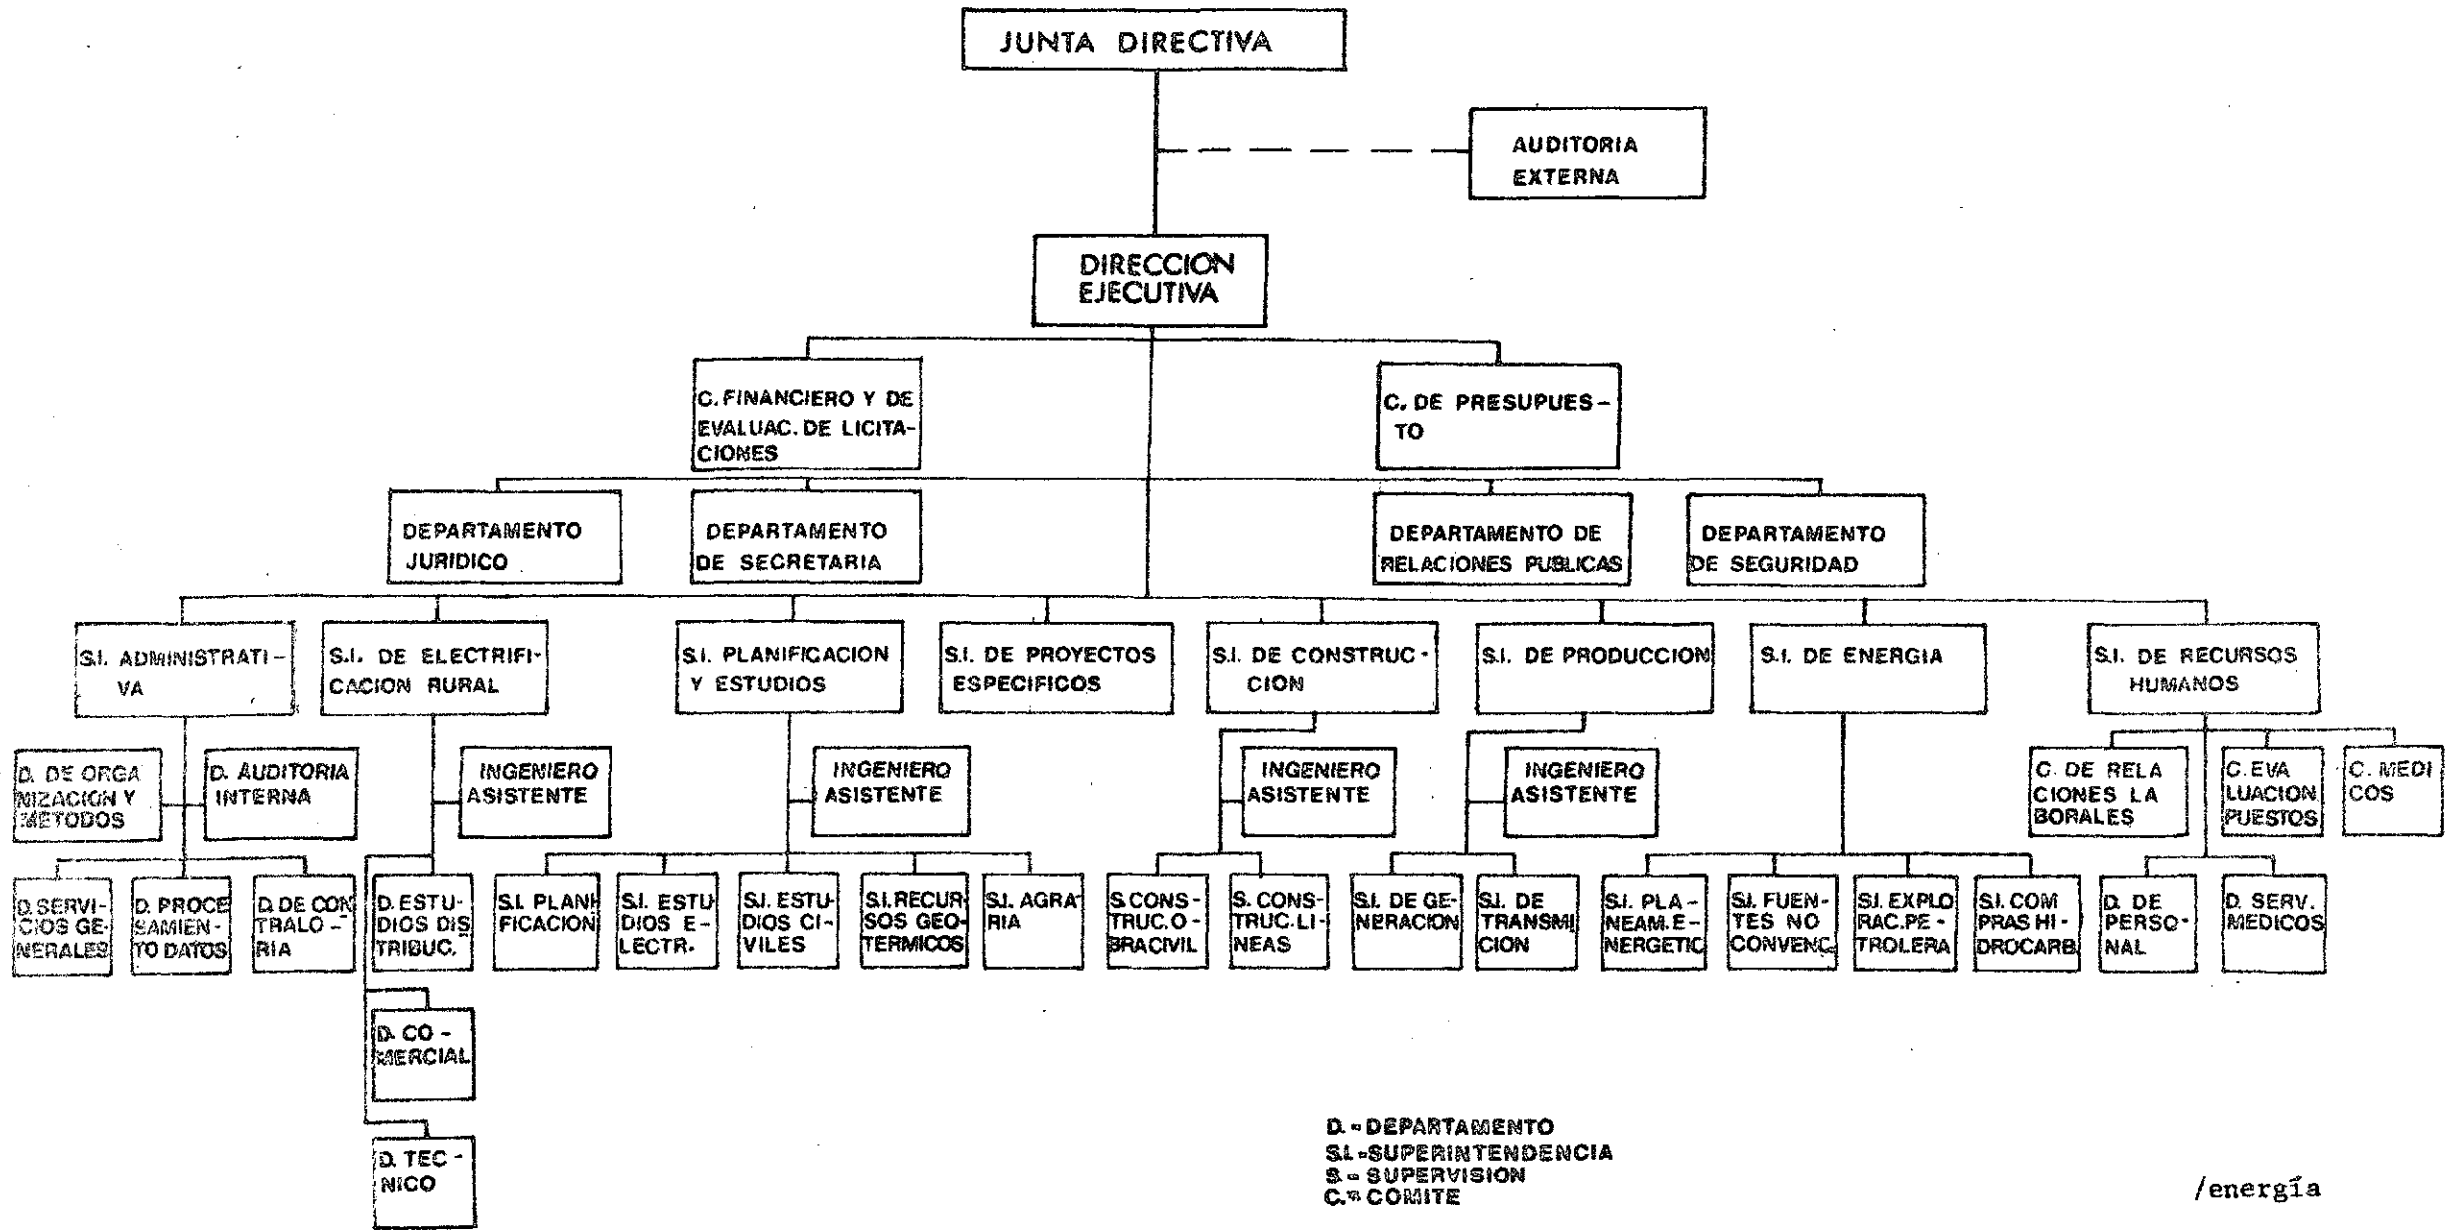 JUNTA DIRECTIVA
AUDITORIA
EXTERNA
DIRECCION
EJECUTIVA
C. FINANCIERO Y DE
EVALUAC. DE LICITA-
CIONES
C. DE PRESUPUES-
TO
DEPARTAMENTO
JURIDICO
DEPARTAMENTO
DE SECRETARIA
DEPARTAMENTO DE
RELACIONES PUBLICAS
DEPARTAMENTO
DE SEGURIDAD
S.I. ADMINISTRATI-
VA
S.I. DE ELECTRIFI-
CACION RURAL
S.I. PLANIFICACION
Y ESTUDIOS
S.I. DE PROYECTOS
ESPECIFICOS
S.I. DE CONSTRUC-
CION
S.I. DE PRODUCCION
S.I. DE ENERGIA
S.I. DE RECURSOS
HUMANOS
D. DE ORGA
NIZACION Y
METODOS
D. AUDITORIA
INTERNA
INGENIERO
ASISTENTE
INGENIERO
ASISTENTE
INGENIERO
ASISTENTE
INGENIERO
ASISTENTE
C. DE RELA
CIONES LA
BORALES
C. EVA
LUACION
PUESTOS
C. MEDI
COS
D. SERVI-
CIOS GE-
NERALES
D. PROCE
SAMIEN-
TO DATOS
D. DE CON
TRALO-
RIA
D. ESTU-
DIOS DIS
TRIBUC.
S.I. PLANI
FICACION
S.I. ESTU
DIOS E-
LECTR.
S.I. ESTU-
DIOS CI-
VILES
S.I. RECUR
SOS GEO-
TERMICOS
S.I. AGRA-
RIA
S. CONS-
TRUC. O-
BRA CIVIL
S. CONS-
TRUC. LI-
NEAS
S.I. DE GE-
NERACION
S.I. DE
TRANSMI
CION
S.I. PLA-
NEAM. E-
NERGETIC
S.I. FUEN-
TES NO
CONVENC.
S.I. EXPLO
RAC. PE-
TROLERA
S.I. COM
PRAS HI-
DROCARB.
D. DE
PERSO-
NAL
D. SERV.
MEDICOS
D. CO-
MERCIAL
D. TEC-
NICO
D. = DEPARTAMENTO
S.I. = SUPERINTENDENCIA
S. = SUPERVISION
C. = COMITE
/energía